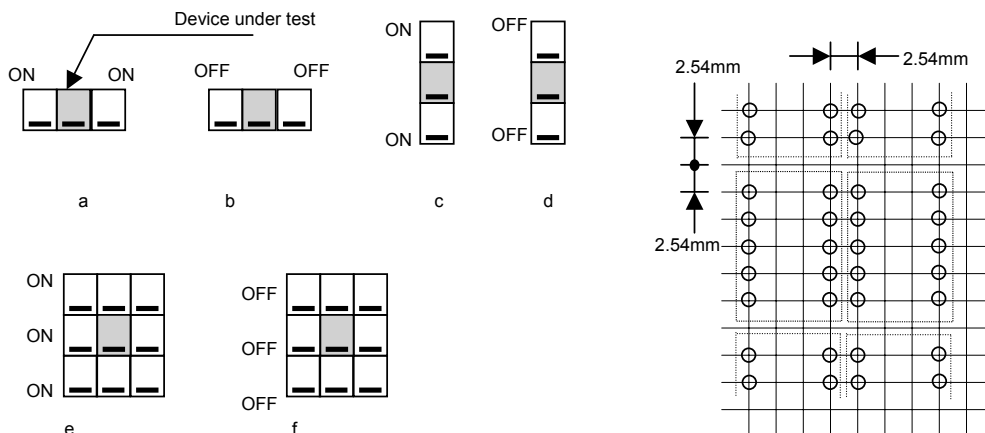 Device under test
ON ON
a
OFF OFF
b
ON
ON
c
OFF
OFF
d
ON
ON
ON
e
OFF
OFF
OFF
f
2.54mm
2.54mm
2.54mm